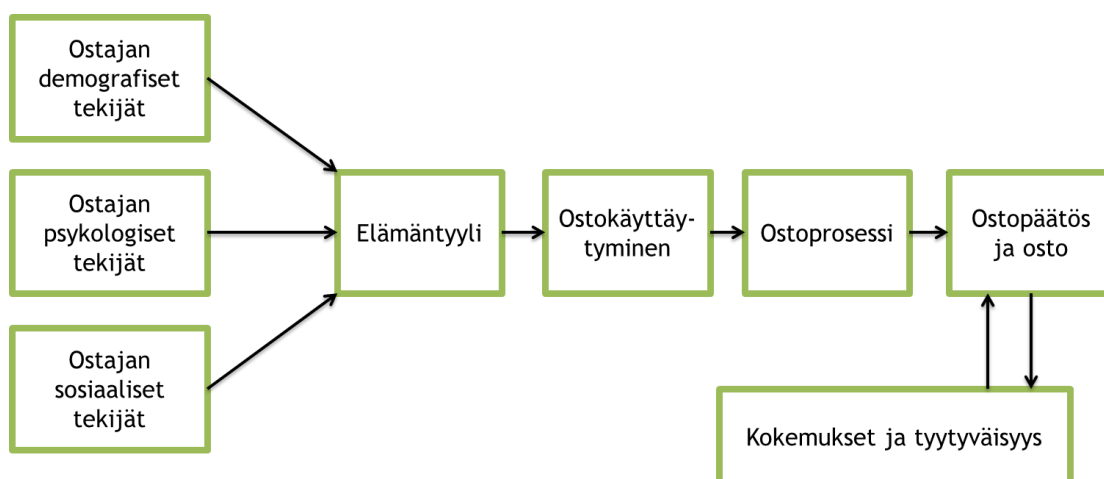 Ostajan
demografiset
tekijät
Ostajan
psykologiset
tekijät
Ostajan
sosiaaliset
tekijät
Elämäntyyli
Ostokäyttäy-
tyminen
Ostoprosessi
Ostopäätös
ja osto
Kokemukset ja tyytyväisyys